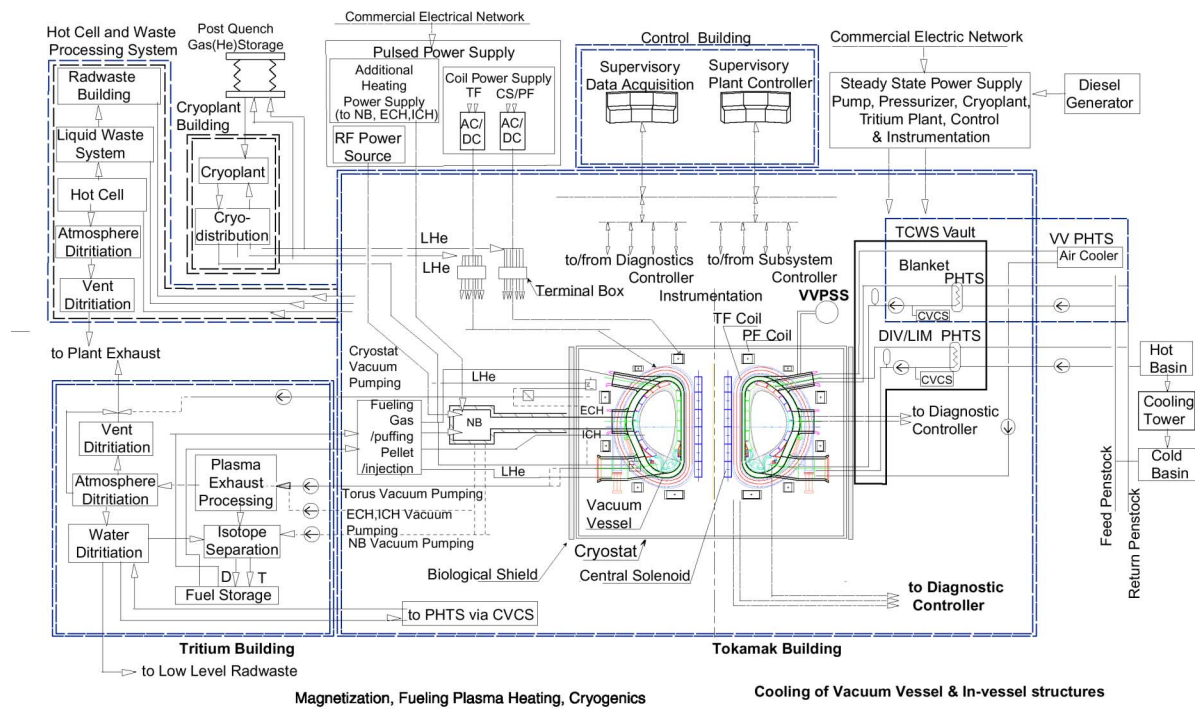 Commercial Electrical Network
Hot Cell and Waste
Processing System
Post Quench
Gas(He)Storage
Radwaste
Building
Liquid Waste
System
Hot Cell
Atmosphere
Ditritiation
Vent
Ditritiation
to Plant Exhaust
Cryoplant
Building
Cryoplant
Cryo-
distribution
Pulsed Power Supply
Additional
Heating
Power Supply
(to NB, ECH,ICH)
RF Power
Source
Coil Power Supply
TF CS/PF
AC/
DC
AC/
DC
Control Building
Supervisory
Data Acquisition
Supervisory
Plant Controller
Commercial Electric Network
Steady State Power Supply
Pump, Pressurizer, Cryoplant,
Tritium Plant, Control
& Instrumentation
Diesel
Generator
LHe
LHe
Terminal Box
to/from Diagnostics
Controller
to/from Subsystem
Controller
Instrumentation
VVPSS
TF Coil
PF Coil
TCWS Vault
Blanket
PHTS
CVCS
DIV/LIM PHTS
CVCS
VV PHTS
Air Cooler
Hot
Basin
Cooling
Tower
Cold
Basin
Feed Penstock
Return Penstock
to Diagnostic
Controller
Cryostat
Vacuum
Pumping
LHe
Fueling
Gas
/puffing
Pellet
/injection
NB
ECH
ICH
LHe
Torus Vacuum Pumping
ECH,ICH Vacuum
Pumping
NB Vacuum Pumping
Vacuum
Vessel
Cryostat
Biological Shield
Central Solenoid
to Diagnostic
Controller
Vent
Ditritiation
Atmosphere
Ditritiation
Water
Ditritiation
Plasma
Exhaust
Processing
Isotope
Separation
D T
Fuel Storage
to PHTS via CVCS
Tritium Building
to Low Level Radwaste
Tokamak Building
Magnetization, Fueling Plasma Heating, Cryogenics
Cooling of Vacuum Vessel & In-vessel structures